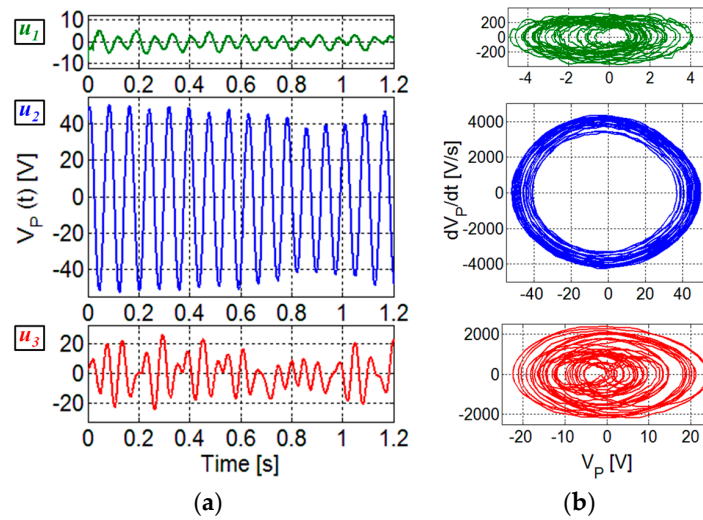 u1
10
0
-10
0 0.2 0.4 0.6 0.8 1 1.2
u2
VP (t) [V]
40
20
0
-20
-40
0 0.2 0.4 0.6 0.8 1 1.2
u3
20
0
-20
0 0.2 0.4 0.6 0.8 1 1.2
Time [s]
(a)
200
0
-200
-4 -2 0 2 4
dVP/dt [V/s]
4000
2000
0
-2000
-4000
-40 -20 0 20 40
2000
0
-2000
-20 -10 0 10 20
VP [V]
(b)